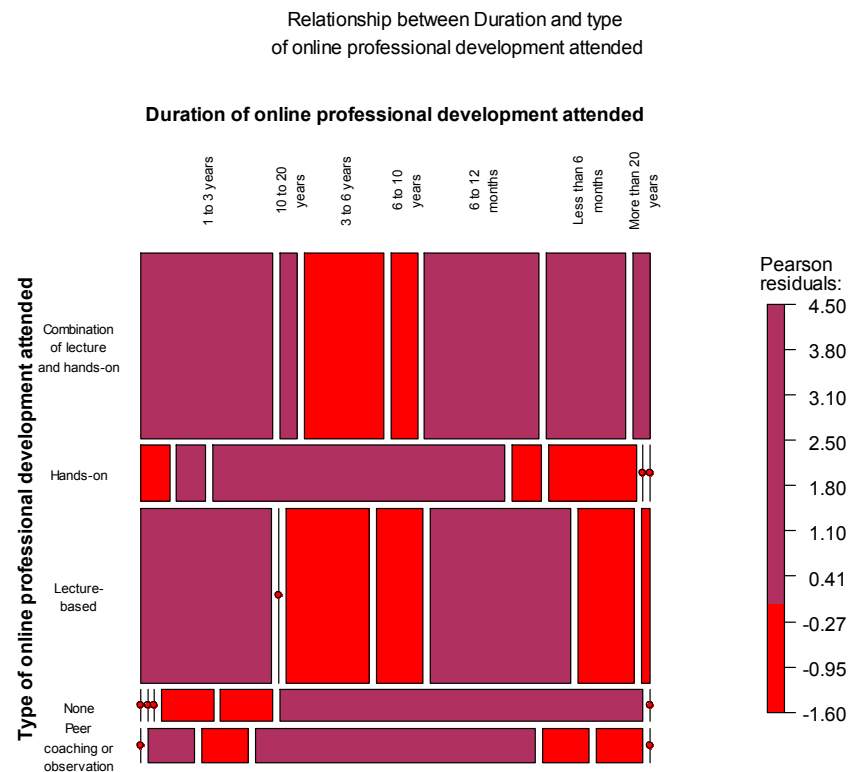 Relationship between Duration and type
of online professional development attended
Duration of online professional development attended
1 to 3 years
10 to 20
years
3 to 6 years
6 to 10
years
6 to 12
months
Less than 6
months
More than 20
years
Type of online professional development attended
Combination
of lecture
and hands-on
Hands-on
Lecture-
based
None
Peer
coaching or
observation
Pearson
residuals:
4.50
3.80
3.10
2.50
1.80
1.10
0.41
-0.27
-0.95
-1.60